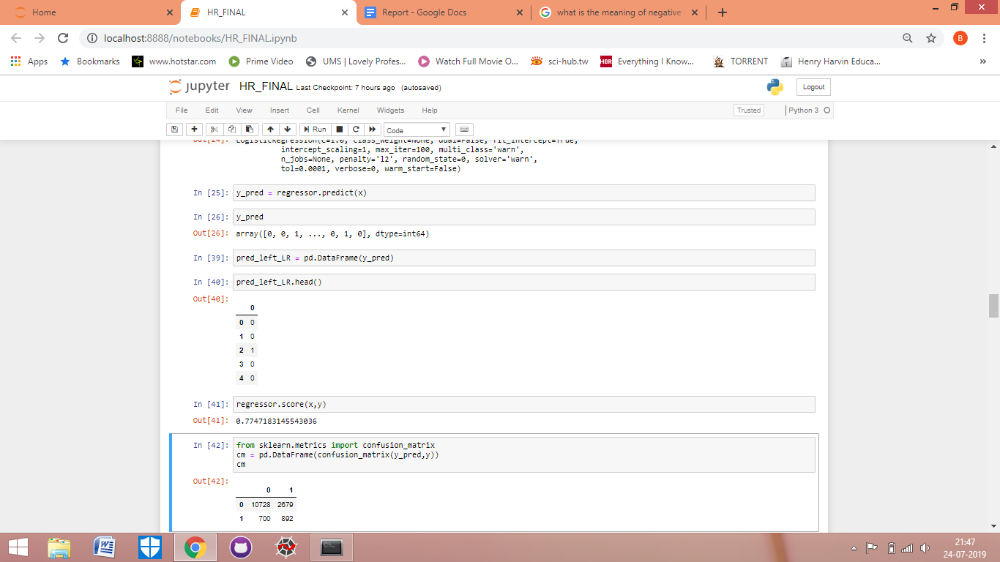 Home
HR_FINAL
Report - Google Docs
what is the meaning of negative
localhost:8888/notebooks/HR_FINAL.ipynb
B
Apps Bookmarks www.hotstar.com Prime Video UMS | Lovely Profes... Watch Full Movie O... sci-hub.tw HBR Everything I Know... TORRENT Henry Harvin Educa... »
jupyter HR_FINAL Last Checkpoint: 7 hours ago (autosaved)
Logout
File Edit View Insert Cell Kernel Widgets Help
Trusted Python 3
Run Code
Out[24]: LogisticRegression(C=1.0, class_weight=None, dual=False, fit_intercept=True,
intercept_scaling=1, max_iter=100, multi_class='warn',
n_jobs=None, penalty='l2', random_state=0, solver='warn',
tol=0.0001, verbose=0, warm_start=False)
In [25]: y_pred = regressor.predict(x)
In [26]: y_pred
Out[26]: array([0, 0, 1, ..., 0, 1, 0], dtype=int64)
In [39]: pred_left_LR = pd.DataFrame(y_pred)
In [40]: pred_left_LR.head()
Out[40]:
0
0 0
1 0
2 1
3 0
4 0
In [41]: regressor.score(x,y)
Out[41]: 0.7747183145543036
In [42]: from sklearn.metrics import confusion_matrix
cm = pd.DataFrame(confusion_matrix(y_pred,y))
cm
Out[42]:
0 1
0 10728 2679
1 700 892
21:47
24-07-2019